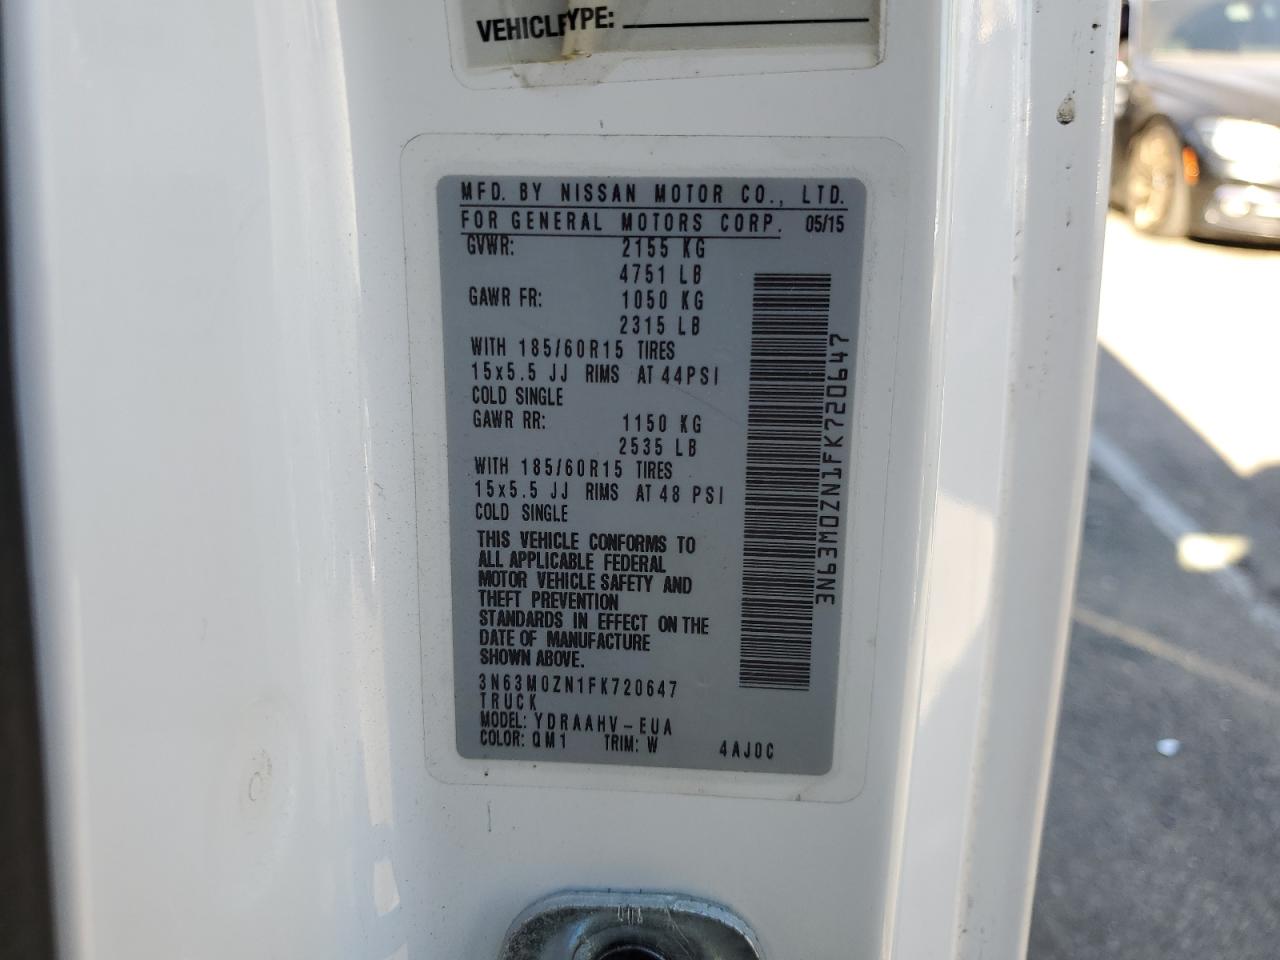 VEHICLE TYPE:
MFD. BY NISSAN MOTOR CO., LTD.
FOR GENERAL MOTORS CORP. 05/15
GVWR: 2155 KG
4751 LB
GAWR FR: 1050 KG
2315 LB
WITH 185/60R15 TIRES
15x5.5 JJ RIMS AT 44PSI
COLD SINGLE
GAWR RR: 1150 KG
2535 LB
WITH 185/60R15 TIRES
15x5.5 JJ RIMS AT 48 PSI
COLD SINGLE
THIS VEHICLE CONFORMS TO
ALL APPLICABLE FEDERAL
MOTOR VEHICLE SAFETY AND
THEFT PREVENTION
STANDARDS IN EFFECT ON THE
DATE OF MANUFACTURE
SHOWN ABOVE.
3N63M0ZN1FK720647
TRUCK
MODEL: YDRAAHV-EUA
COLOR: QM1 TRIM: W 4AJ0C
3N63M0ZN1FK720647